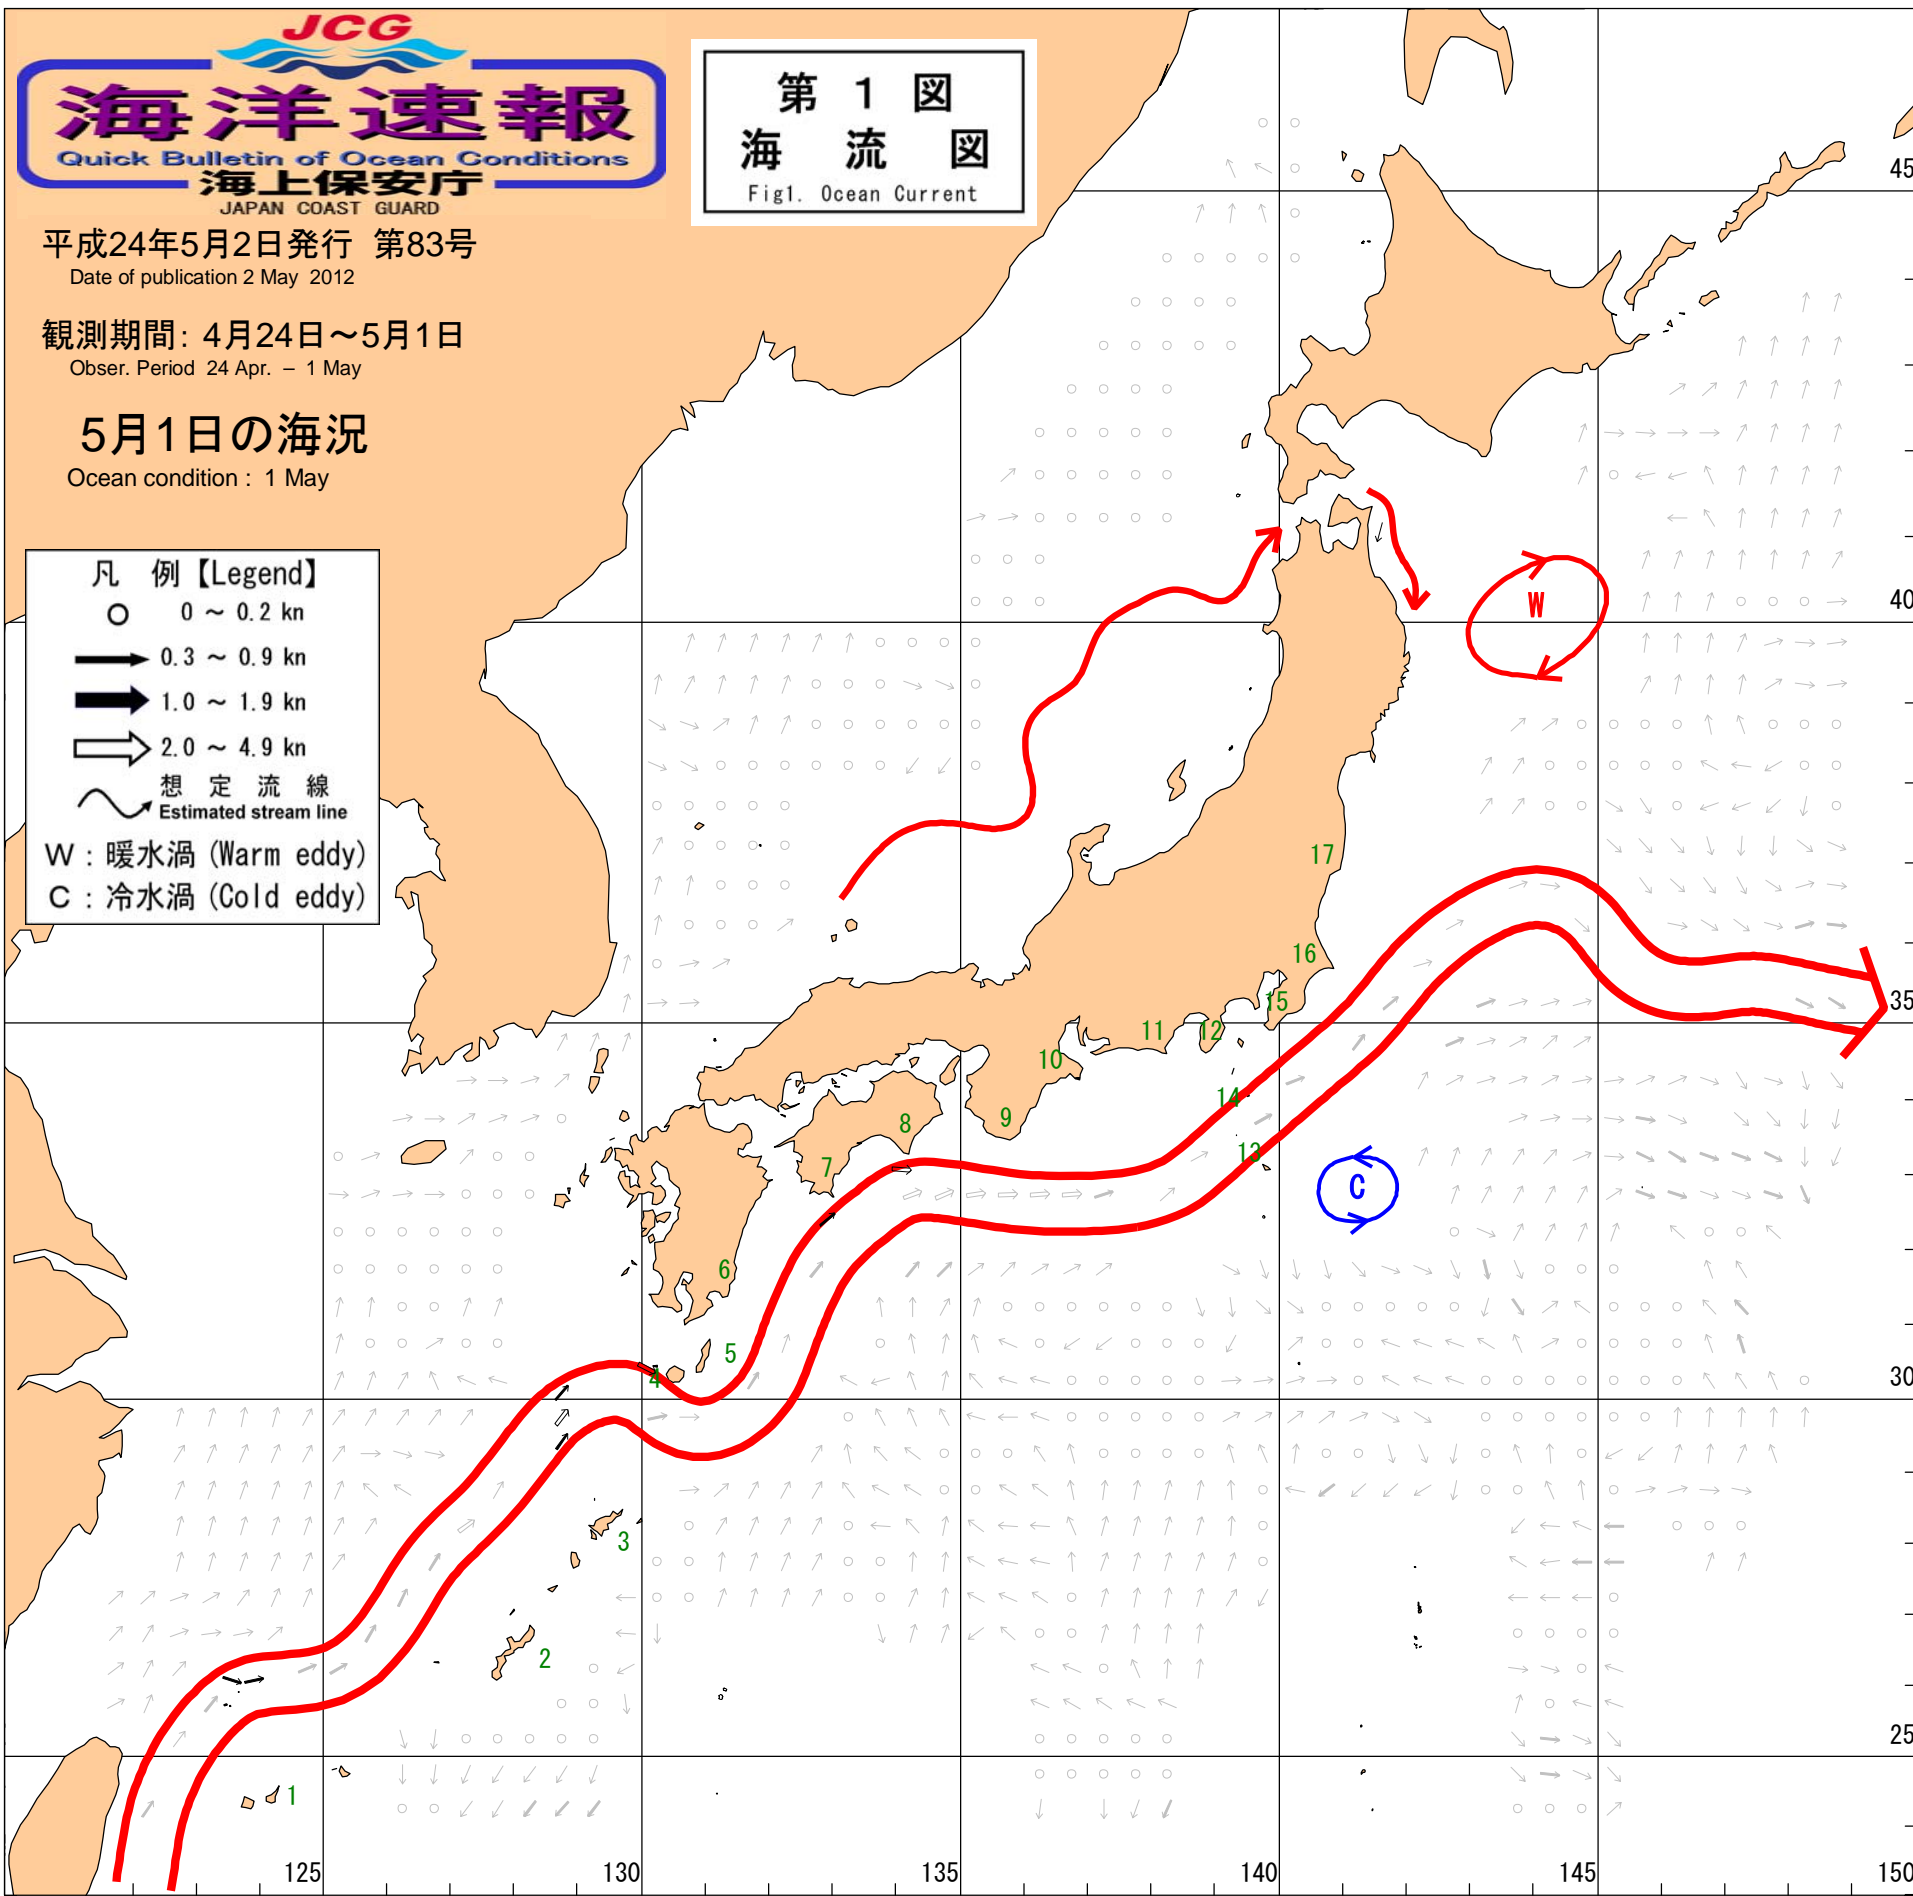 JCG
海洋速報
Quick Bulletin of Ocean Conditions
海上保安庁
JAPAN COAST GUARD
第 1 図
海 流 図
Fig1. Ocean Current
平成24年5月2日発行 第83号
Date of publication 2 May 2012
観測期間: 4月24日～5月1日
Obser. Period 24 Apr. – 1 May
5月1日の海況
Ocean condition : 1 May
凡 例【Legend】
0 ～ 0.2 kn
0.3 ～ 0.9 kn
1.0 ～ 1.9 kn
2.0 ～ 4.9 kn
想 定 流 線
Estimated stream line
W : 暖水渦 (Warm eddy)
C : 冷水渦 (Cold eddy)
45
40
W
17
16
15
35
11
12
10
14
9
8
13
7
C
6
5
4
30
3
2
25
1
125
130
135
140
145
150